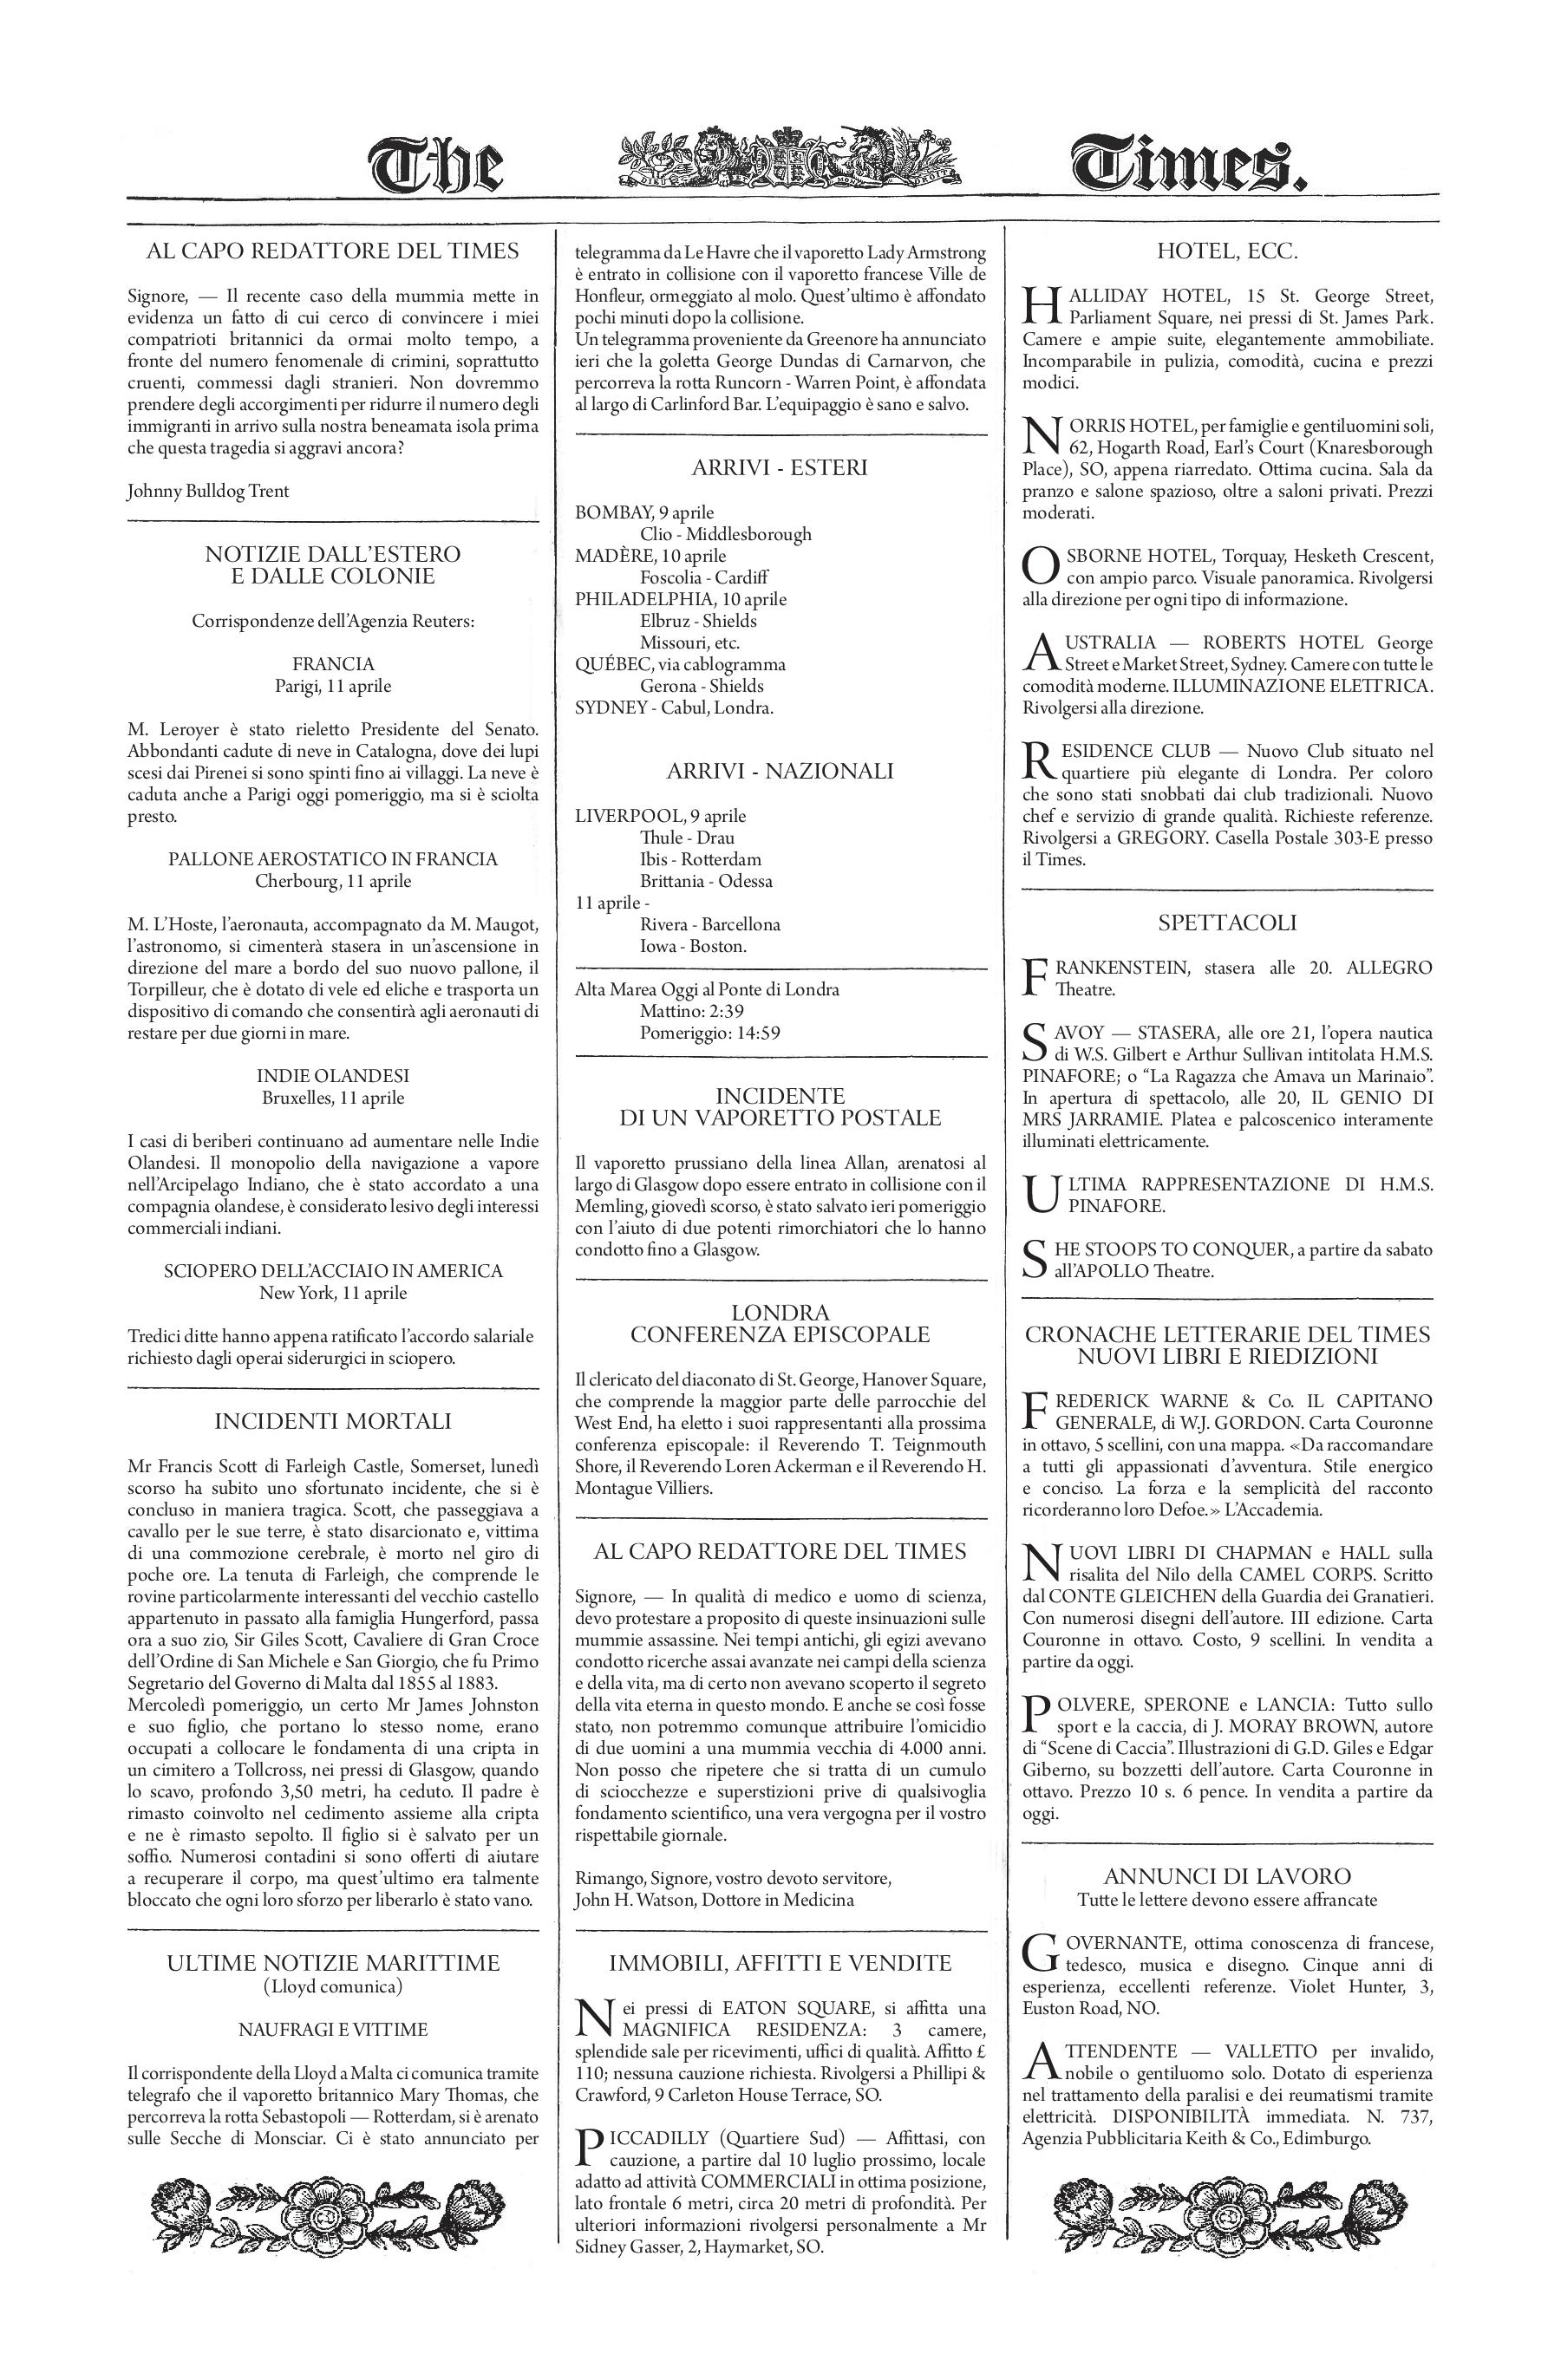 The Times.
DIEU ET MON DROIT
AL CAPO REDATTORE DEL TIMES
Signore, — Il recente caso della mummia mette in
evidenza un fatto di cui cerco di convincere i miei
compatrioti britannici da ormai molto tempo, a
fronte del numero fenomenale di crimini, soprattutto
cruenti, commessi dagli stranieri. Non dovremmo
prendere degli accorgimenti per ridurre il numero degli
immigranti in arrivo sulla nostra beneamata isola prima
che questa tragedia si aggravi ancora?
Johnny Bulldog Trent
NOTIZIE DALL'ESTERO
E DALLE COLONIE
Corrispondenze dell'Agenzia Reuters:
FRANCIA
Parigi, 11 aprile
M. Leroyer è stato rieletto Presidente del Senato.
Abbondanti cadute di neve in Catalogna, dove dei lupi
scesi dai Pirenei si sono spinti fino ai villaggi. La neve è
caduta anche a Parigi oggi pomeriggio, ma si è sciolta
presto.
PALLONE AEROSTATICO IN FRANCIA
Cherbourg, 11 aprile
M. L'Hoste, l'aeronauta, accompagnato da M. Maugot,
l'astronomo, si cimenterà stasera in un'ascensione in
direzione del mare a bordo del suo nuovo pallone, il
Torpilleur, che è dotato di vele ed eliche e trasporta un
dispositivo di comando che consentirà agli aeronauti di
restare per due giorni in mare.
INDIE OLANDESI
Bruxelles, 11 aprile
I casi di beriberi continuano ad aumentare nelle Indie
Olandesi. Il monopolio della navigazione a vapore
nell'Arcipelago Indiano, che è stato accordato a una
compagnia olandese, è considerato lesivo degli interessi
commerciali indiani.
SCIOPERO DELL'ACCIAIO IN AMERICA
New York, 11 aprile
Tredici ditte hanno appena ratificato l'accordo salariale
richiesto dagli operai siderurgici in sciopero.
INCIDENTI MORTALI
Mr Francis Scott di Farleigh Castle, Somerset, lunedì
scorso ha subito uno sfortunato incidente, che si è
concluso in maniera tragica. Scott, che passeggiava a
cavallo per le sue terre, è stato disarcionato e, vittima
di una commozione cerebrale, è morto nel giro di
poche ore. La tenuta di Farleigh, che comprende le
rovine particolarmente interessanti del vecchio castello
appartenuto in passato alla famiglia Hungerford, passa
ora a suo zio, Sir Giles Scott, Cavaliere di Gran Croce
dell'Ordine di San Michele e San Giorgio, che fu Primo
Segretario del Governo di Malta dal 1855 al 1883.
Mercoledì pomeriggio, un certo Mr James Johnston
e suo figlio, che portano lo stesso nome, erano
occupati a collocare le fondamenta di una cripta in
un cimitero a Tollcross, nei pressi di Glasgow, quando
lo scavo, profondo 3,50 metri, ha ceduto. Il padre è
rimasto coinvolto nel cedimento assieme alla cripta
e ne è rimasto sepolto. Il figlio si è salvato per un
soffio. Numerosi contadini si sono offerti di aiutare
a recuperare il corpo, ma quest'ultimo era talmente
bloccato che ogni loro sforzo per liberarlo è stato vano.
ULTIME NOTIZIE MARITTIME
(Lloyd comunica)
NAUFRAGI E VITTIME
Il corrispondente della Lloyd a Malta ci comunica tramite
telegrafo che il vaporetto britannico Mary Thomas, che
percorreva la rotta Sebastopoli — Rotterdam, si è arenato
sulle Secche di Monsciar. Ci è stato annunciato per
telegramma da Le Havre che il vaporetto Lady Armstrong
è entrato in collisione con il vaporetto francese Ville de
Honfleur, ormeggiato al molo. Quest'ultimo è affondato
pochi minuti dopo la collisione.
Un telegramma proveniente da Greenore ha annunciato
ieri che la goletta George Dundas di Carnarvon, che
percorreva la rotta Runcorn - Warren Point, è affondata
al largo di Carlinford Bar. L'equipaggio è sano e salvo.
ARRIVI - ESTERI
BOMBAY, 9 aprile
Clio - Middlesborough
MADÈRE, 10 aprile
Foscolia - Cardiff
PHILADELPHIA, 10 aprile
Elbruz - Shields
Missouri, etc.
QUÉBEC, via cablogramma
Gerona - Shields
SYDNEY - Cabul, Londra.
ARRIVI - NAZIONALI
LIVERPOOL, 9 aprile
Thule - Drau
Ibis - Rotterdam
Brittania - Odessa
11 aprile -
Rivera - Barcellona
Iowa - Boston.
Alta Marea Oggi al Ponte di Londra
Mattino: 2:39
Pomeriggio: 14:59
INCIDENTE
DI UN VAPORETTO POSTALE
Il vaporetto prussiano della linea Allan, arenatosi al
largo di Glasgow dopo essere entrato in collisione con il
Memling, giovedì scorso, è stato salvato ieri pomeriggio
con l'aiuto di due potenti rimorchiatori che lo hanno
condotto fino a Glasgow.
LONDRA
CONFERENZA EPISCOPALE
Il clericato del diaconato di St. George, Hanover Square,
che comprende la maggior parte delle parrocchie del
West End, ha eletto i suoi rappresentanti alla prossima
conferenza episcopale: il Reverendo T. Teignmouth
Shore, il Reverendo Loren Ackerman e il Reverendo H.
Montague Villiers.
AL CAPO REDATTORE DEL TIMES
Signore, — In qualità di medico e uomo di scienza,
devo protestare a proposito di queste insinuazioni sulle
mummie assassine. Nei tempi antichi, gli egizi avevano
condotto ricerche assai avanzate nei campi della scienza
e della vita, ma di certo non avevano scoperto il segreto
della vita eterna in questo mondo. E anche se così fosse
stato, non potremmo comunque attribuire l'omicidio
di due uomini a una mummia vecchia di 4.000 anni.
Non posso che ripetere che si tratta di un cumulo
di sciocchezze e superstizioni prive di qualsivoglia
fondamento scientifico, una vera vergogna per il vostro
rispettabile giornale.
Rimango, Signore, vostro devoto servitore,
John H. Watson, Dottore in Medicina
IMMOBILI, AFFITTI E VENDITE
Nei pressi di EATON SQUARE, si affitta una
MAGNIFICA RESIDENZA: 3 camere,
splendide sale per ricevimenti, uffici di qualità. Affitto £
110; nessuna cauzione richiesta. Rivolgersi a Phillipi &
Crawford, 9 Carleton House Terrace, SO.
PICCADILLY (Quartiere Sud) — Affittasi, con
cauzione, a partire dal 10 luglio prossimo, locale
adatto ad attività COMMERCIALI in ottima posizione,
lato frontale 6 metri, circa 20 metri di profondità. Per
ulteriori informazioni rivolgersi personalmente a Mr
Sidney Gasser, 2, Haymarket, SO.
HOTEL, ECC.
HALLIDAY HOTEL, 15 St. George Street,
Parliament Square, nei pressi di St. James Park.
Camere e ampie suite, elegantemente ammobiliate.
Incomparabile in pulizia, comodità, cucina e prezzi
modici.
NORRIS HOTEL, per famiglie e gentiluomini soli,
62, Hogarth Road, Earl's Court (Knaresborough
Place), SO, appena riarredato. Ottima cucina. Sala da
pranzo e salone spazioso, oltre a saloni privati. Prezzi
moderati.
OSBORNE HOTEL, Torquay, Hesketh Crescent,
con ampio parco. Visuale panoramica. Rivolgersi
alla direzione per ogni tipo di informazione.
AUSTRALIA — ROBERTS HOTEL George
Street e Market Street, Sydney. Camere con tutte le
comodità moderne. ILLUMINAZIONE ELETTRICA.
Rivolgersi alla direzione.
RESIDENCE CLUB — Nuovo Club situato nel
quartiere più elegante di Londra. Per coloro
che sono stati snobbati dai club tradizionali. Nuovo
chef e servizio di grande qualità. Richieste referenze.
Rivolgersi a GREGORY. Casella Postale 303-E presso
il Times.
SPETTACOLI
FRANKENSTEIN, stasera alle 20. ALLEGRO
Theatre.
SAVOY — STASERA, alle ore 21, l'opera nautica
di W.S. Gilbert e Arthur Sullivan intitolata H.M.S.
PINAFORE; o “La Ragazza che Amava un Marinaio”.
In apertura di spettacolo, alle 20, IL GENIO DI
MRS JARRAMIE. Platea e palcoscenico interamente
illuminati elettricamente.
ULTIMA RAPPRESENTAZIONE DI H.M.S.
PINAFORE.
SHE STOOPS TO CONQUER, a partire da sabato
all'APOLLO Theatre.
CRONACHE LETTERARIE DEL TIMES
NUOVI LIBRI E RIEDIZIONI
FREDERICK WARNE & Co. IL CAPITANO
GENERALE, di W.J. GORDON. Carta Couronne
in ottavo, 5 scellini, con una mappa. «Da raccomandare
a tutti gli appassionati d'avventura. Stile energico
e conciso. La forza e la semplicità del racconto
ricorderanno loro Defoe.» L'Accademia.
NUOVI LIBRI DI CHAPMAN e HALL sulla
risalita del Nilo della CAMEL CORPS. Scritto
dal CONTE GLEICHEN della Guardia dei Granatieri.
Con numerosi disegni dell'autore. III edizione. Carta
Couronne in ottavo. Costo, 9 scellini. In vendita a
partire da oggi.
POLVERE, SPERONE e LANCIA: Tutto sullo
sport e la caccia, di J. MORAY BROWN, autore
di “Scene di Caccia”. Illustrazioni di G.D. Giles e Edgar
Giberno, su bozzetti dell'autore. Carta Couronne in
ottavo. Prezzo 10 s. 6 pence. In vendita a partire da
oggi.
ANNUNCI DI LAVORO
Tutte le lettere devono essere affrancate
GOVERNANTE, ottima conoscenza di francese,
tedesco, musica e disegno. Cinque anni di
esperienza, eccellenti referenze. Violet Hunter, 3,
Euston Road, NO.
ATTENDENTE — VALLETTO per invalido,
nobile o gentiluomo solo. Dotato di esperienza
nel trattamento della paralisi e dei reumatismi tramite
elettricità. DISPONIBILITÀ immediata. N. 737,
Agenzia Pubblicitaria Keith & Co., Edimburgo.